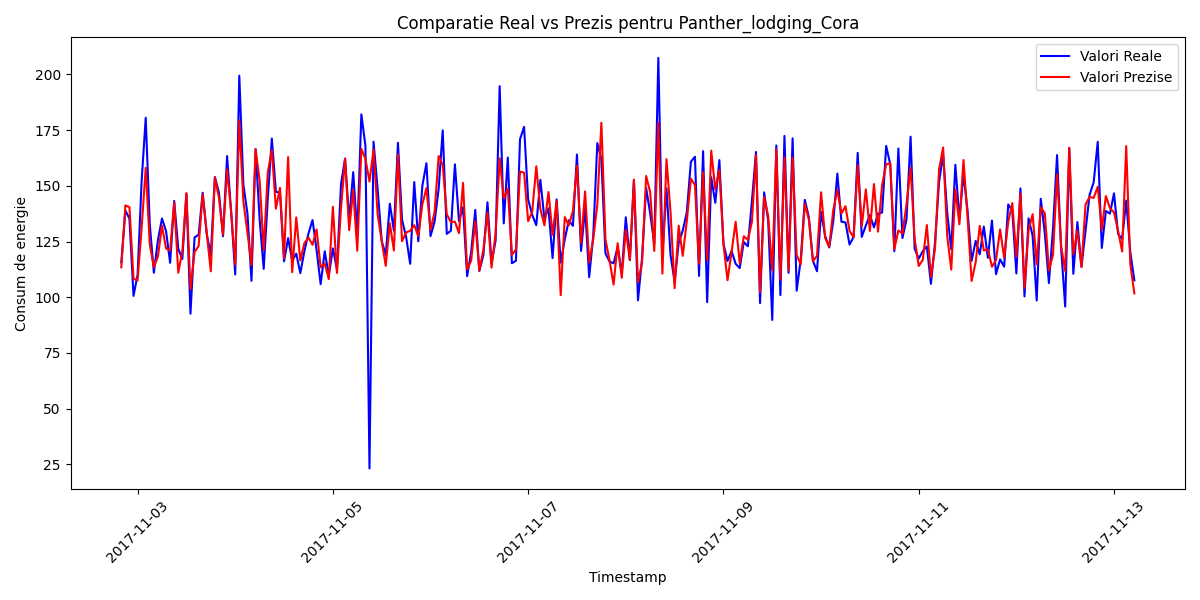 Comparatie Real vs Prezis pentru Panther_lodging_Cora
Valori Reale
Valori Prezise
Consum de energie
200
175
150
125
100
75
50
25
2017-11-03
2017-11-05
2017-11-07
2017-11-09
2017-11-11
2017-11-13
Timestamp